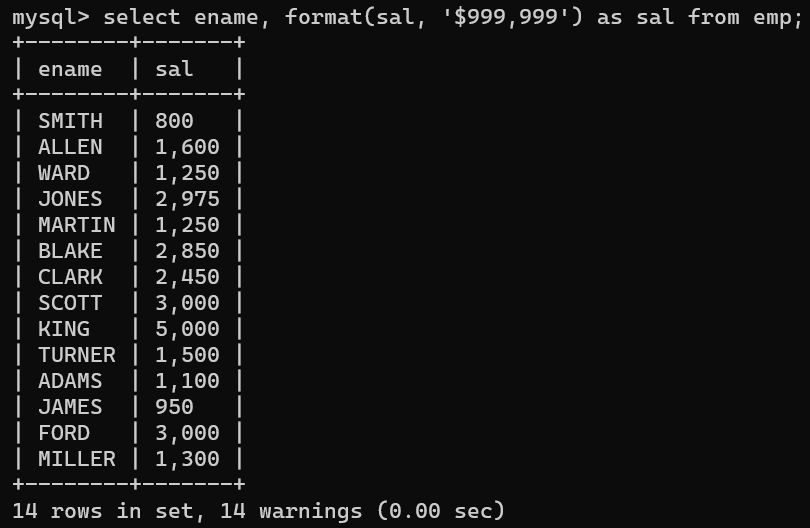 mysql> select ename, format(sal, '$999,999') as sal from emp;
+--------+-------+
| ename  | sal   |
+--------+-------+
| SMITH  | 800   |
| ALLEN  | 1,600 |
| WARD   | 1,250 |
| JONES  | 2,975 |
| MARTIN | 1,250 |
| BLAKE  | 2,850 |
| CLARK  | 2,450 |
| SCOTT  | 3,000 |
| KING   | 5,000 |
| TURNER | 1,500 |
| ADAMS  | 1,100 |
| JAMES  | 950   |
| FORD   | 3,000 |
| MILLER | 1,300 |
+--------+-------+
14 rows in set, 14 warnings (0.00 sec)